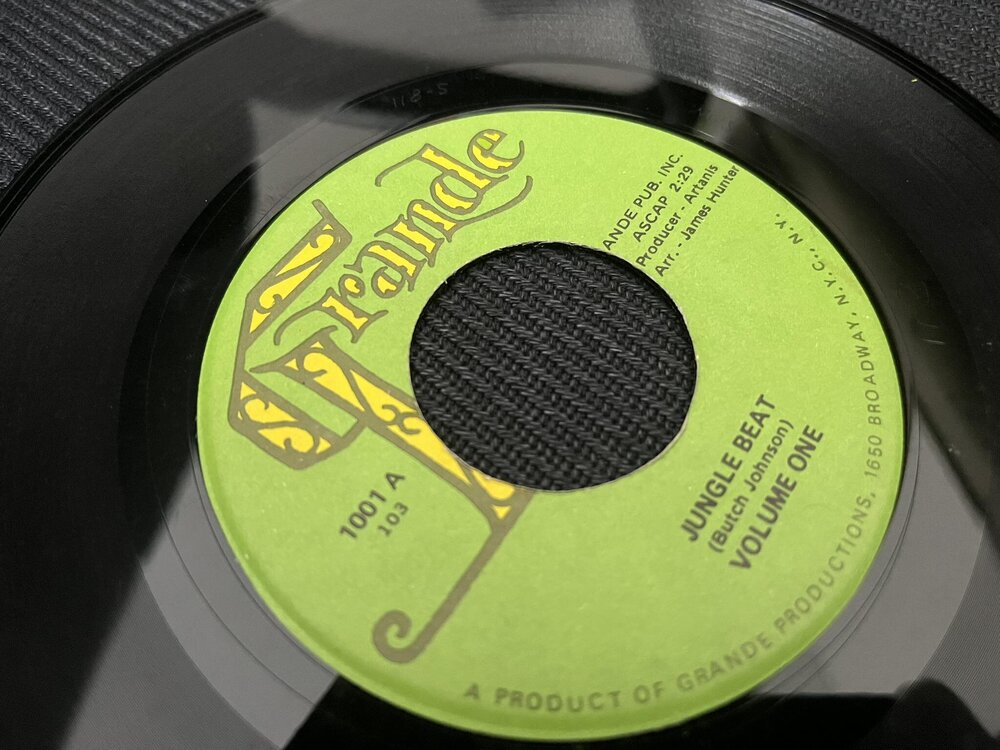 118-S
Grande
ANDE PUB. INC.
ASCAP 2:29
Producer - Artanis
Arr. - James Hunter
1001 A
103
JUNGLE BEAT
(Butch Johnson)
VOLUME ONE
A PRODUCT OF GRANDE PRODUCTIONS, 1650 BROADWAY, N.Y.C., N.Y.